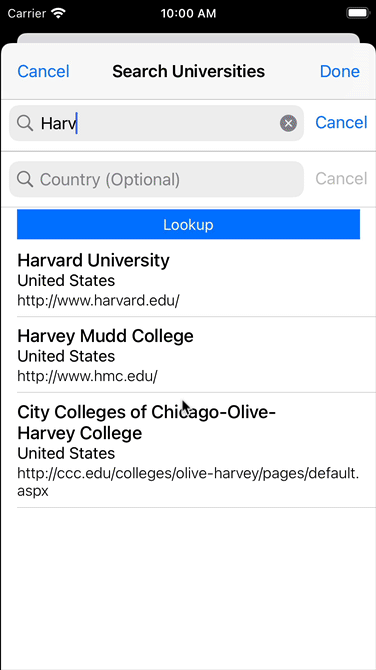 Carrier 10:00 AM
Cancel Search Universities Done
Harv Cancel
Country (Optional) Cancel
Lookup
Harvard University
United States
http://www.harvard.edu/
Harvey Mudd College
United States
http://www.hmc.edu/
City Colleges of Chicago-Olive-
Harvey College
United States
http://ccc.edu/colleges/olive-harvey/pages/default.
aspx